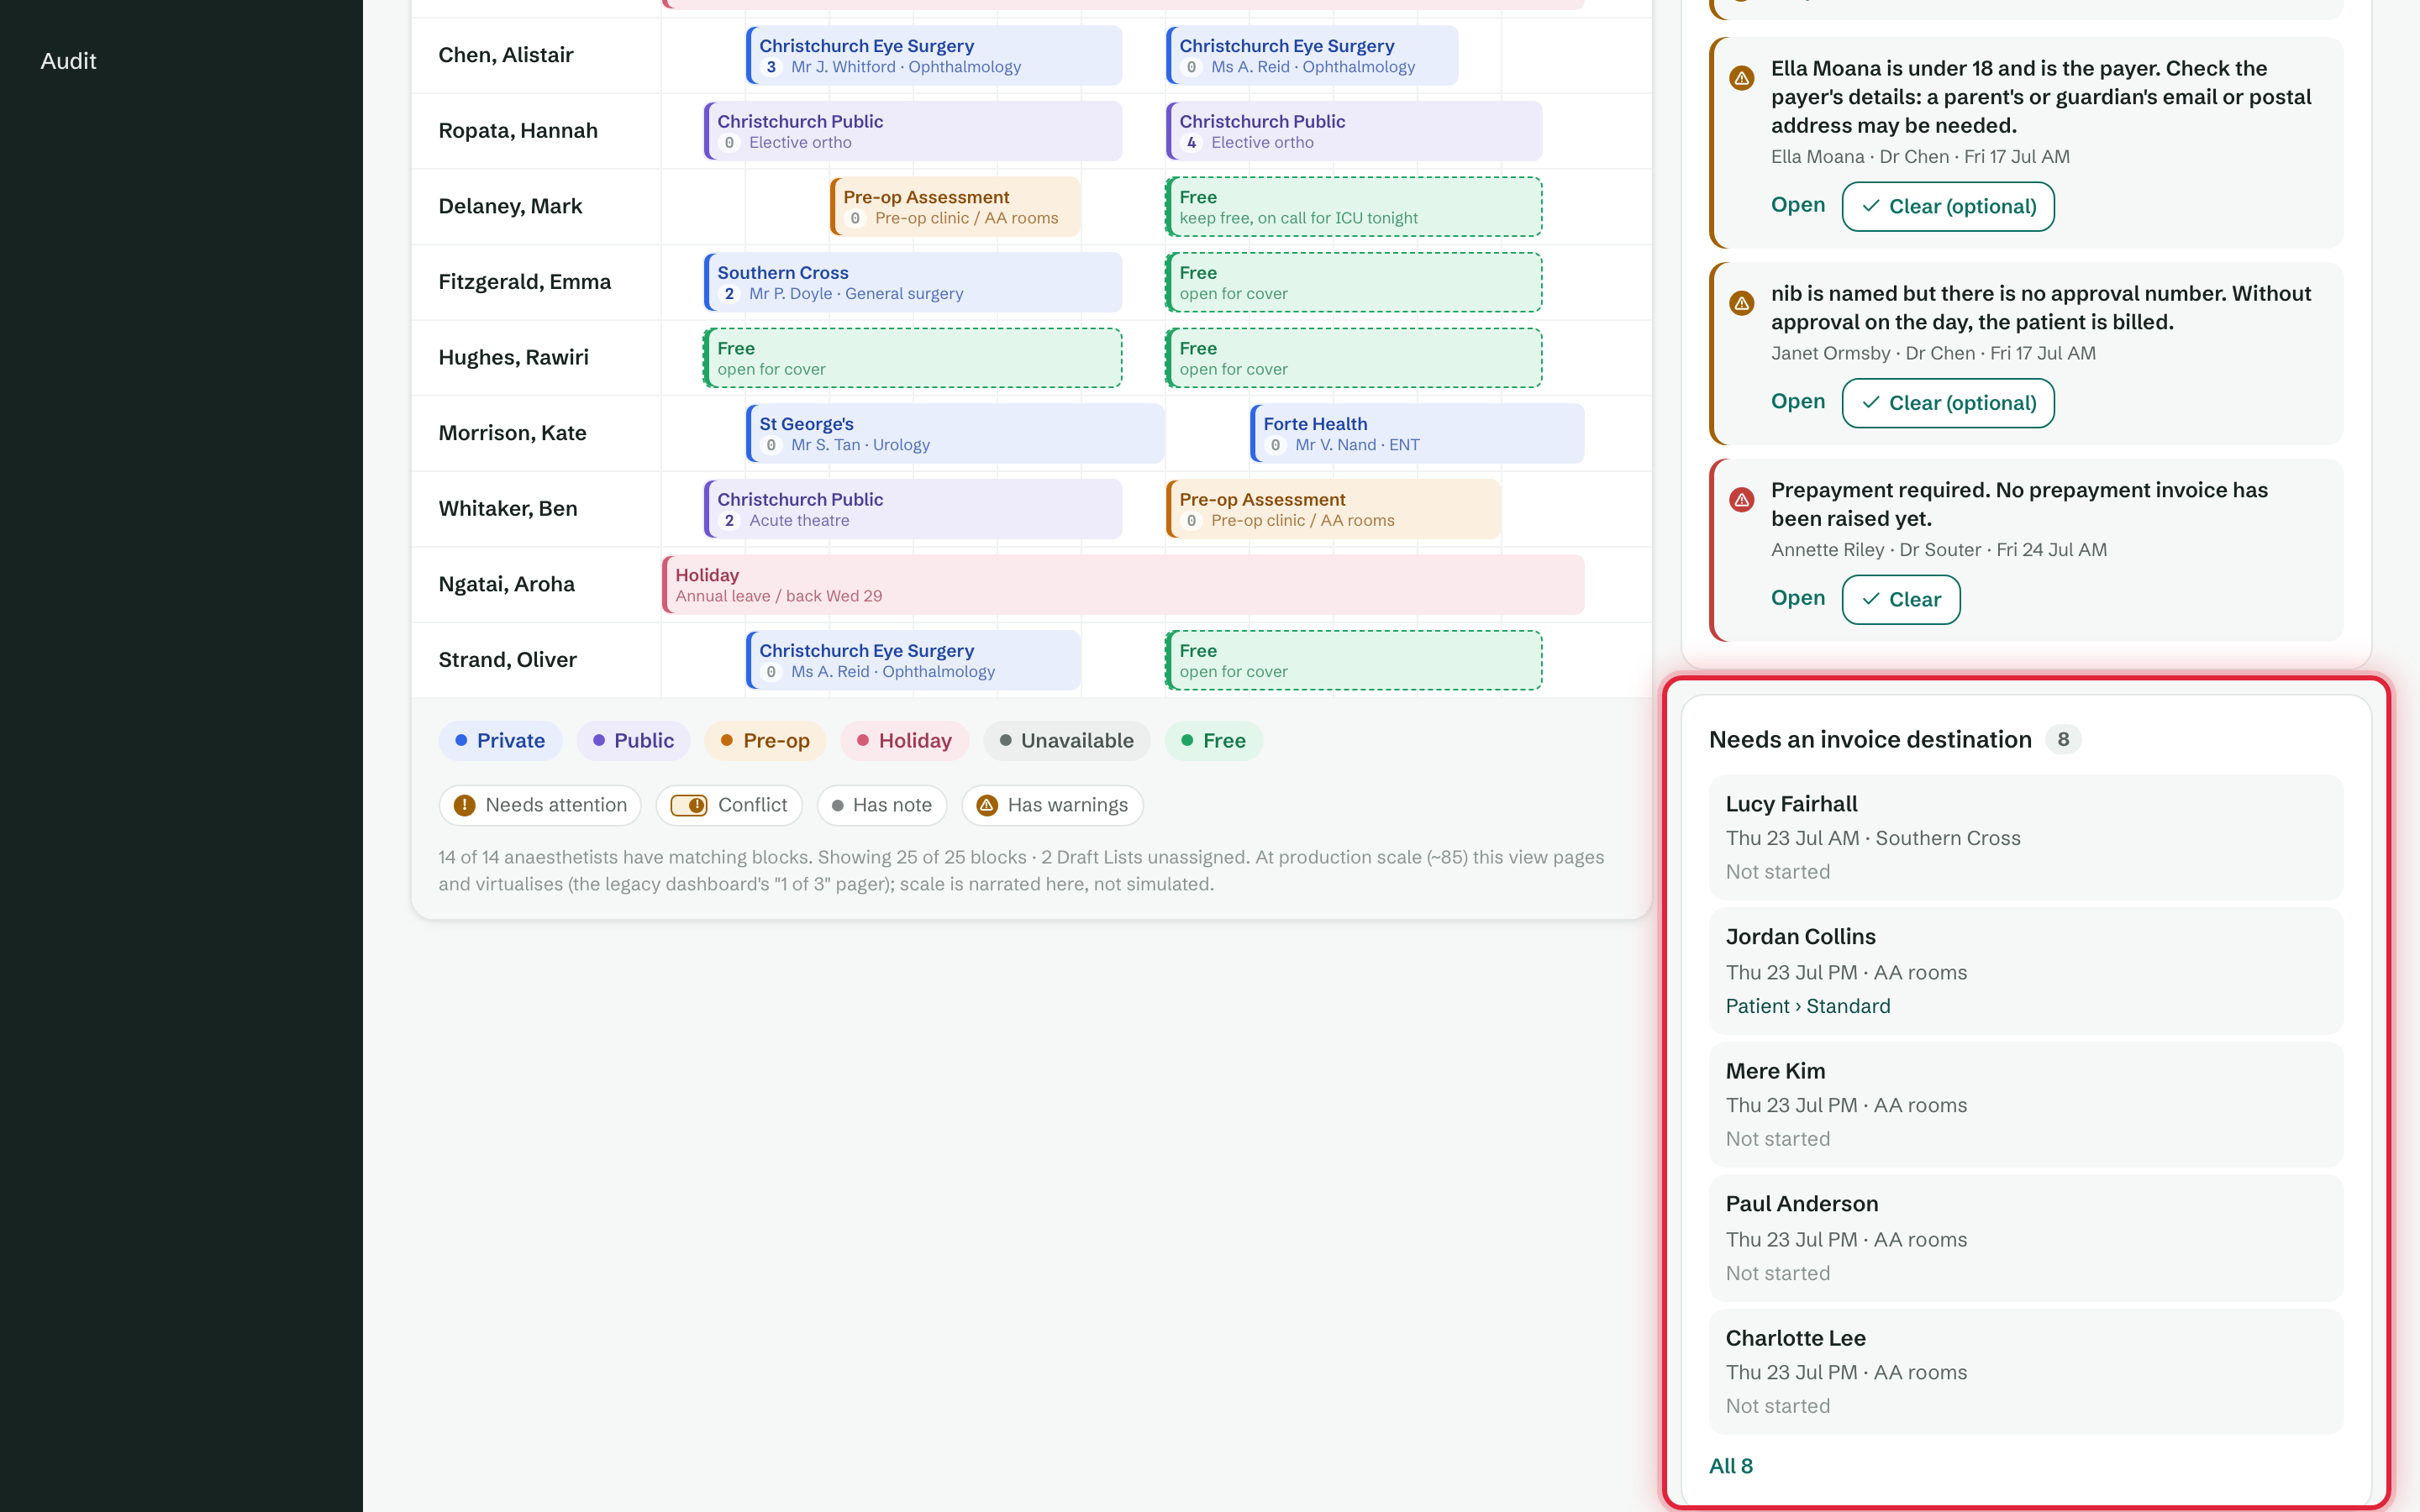 Audit
Chen, Alistair
Christchurch Eye Surgery
3 Mr J. Whitford · Ophthalmology
Christchurch Eye Surgery
0 Ms A. Reid · Ophthalmology
Ropata, Hannah
Christchurch Public
0 Elective ortho
Christchurch Public
4 Elective ortho
Delaney, Mark
Pre-op Assessment
0 Pre-op clinic / AA rooms
Free
keep free, on call for ICU tonight
Fitzgerald, Emma
Southern Cross
2 Mr P. Doyle · General surgery
Free
open for cover
Hughes, Rawiri
Free
open for cover
Free
open for cover
Morrison, Kate
St George's
0 Mr S. Tan · Urology
Forte Health
0 Mr V. Nand · ENT
Whitaker, Ben
Christchurch Public
2 Acute theatre
Pre-op Assessment
0 Pre-op clinic / AA rooms
Ngatai, Aroha
Holiday
Annual leave / back Wed 29
Strand, Oliver
Christchurch Eye Surgery
0 Ms A. Reid · Ophthalmology
Free
open for cover
Private
Public
Pre-op
Holiday
Unavailable
Free
Needs attention
Conflict
Has note
Has warnings
14 of 14 anaesthetists have matching blocks. Showing 25 of 25 blocks · 2 Draft Lists unassigned. At production scale (~85) this view pages
and virtualises (the legacy dashboard's "1 of 3" pager); scale is narrated here, not simulated.
Ella Moana is under 18 and is the payer. Check the
payer's details: a parent's or guardian's email or postal
address may be needed.
Ella Moana · Dr Chen · Fri 17 Jul AM
Open
Clear (optional)
nib is named but there is no approval number. Without
approval on the day, the patient is billed.
Janet Ormsby · Dr Chen · Fri 17 Jul AM
Open
Clear (optional)
Prepayment required. No prepayment invoice has
been raised yet.
Annette Riley · Dr Souter · Fri 24 Jul AM
Open
Clear
Needs an invoice destination 8
Lucy Fairhall
Thu 23 Jul AM · Southern Cross
Not started
Jordan Collins
Thu 23 Jul PM · AA rooms
Patient › Standard
Mere Kim
Thu 23 Jul PM · AA rooms
Not started
Paul Anderson
Thu 23 Jul PM · AA rooms
Not started
Charlotte Lee
Thu 23 Jul PM · AA rooms
Not started
All 8